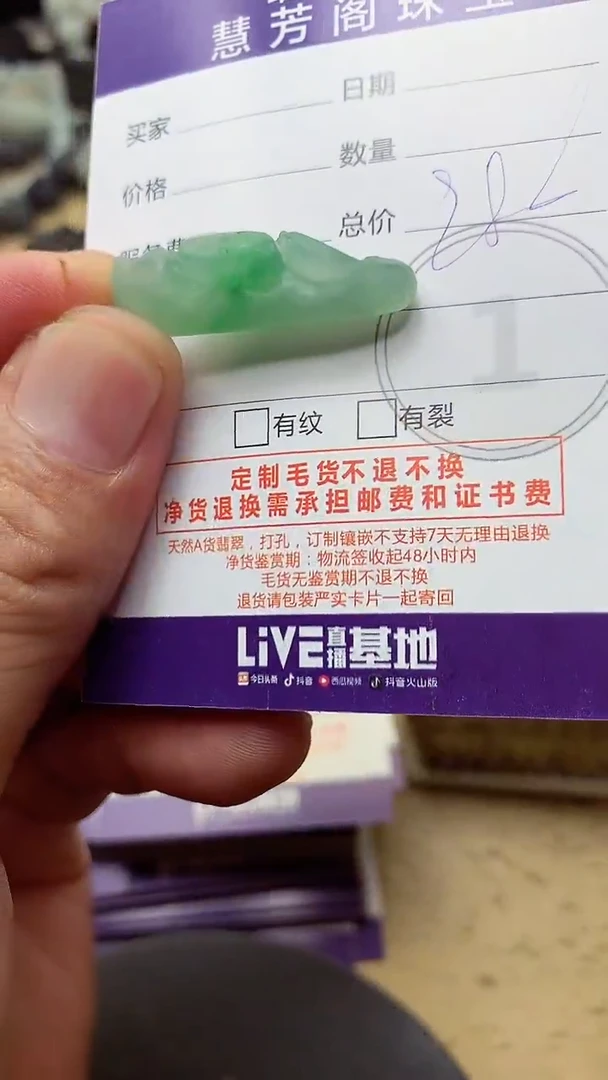 慧芳阁珠
买家 日期
价格 数量
总价
1
有纹 有裂
定制毛货不退不换
净货退换需承担邮费和证书费
天然A货翡翠，打孔，订制镶嵌不支持7天无理由退换
净货鉴赏期：物流签收起48小时内
毛货无鉴赏期不退不换
退货请包装严实卡片一起寄回
LiVE直播基地
今日头条 抖音 西瓜视频 抖音火山版